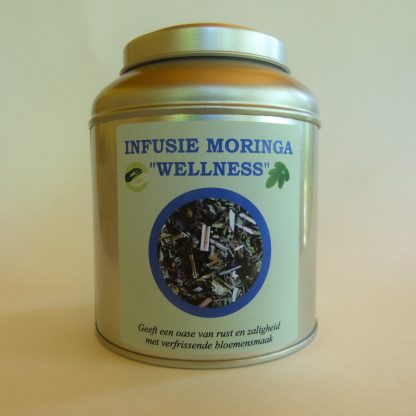 INFUSIE MORINGA
"WELLNESS"
Geeft een oase van rust en zaligheid
met verfrissende bloemensmaak